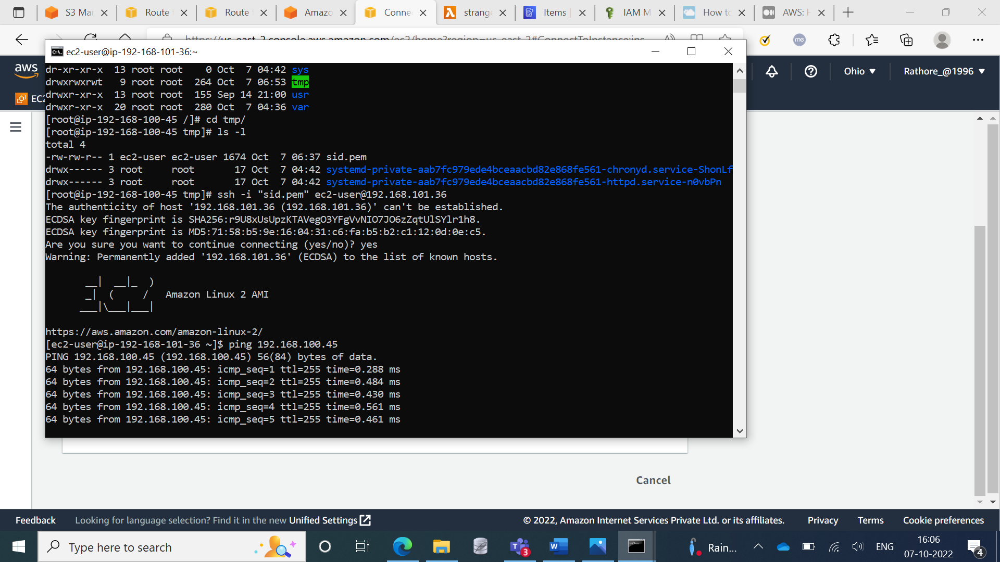 S3 Mar
Route
Route
Amazo
Conne
strange
Items |
IAM M
How to
AWS: H
ec2-user@ip-192-168-101-36:~
aws
Ohio ▼
Rathore_@1996 ▼
EC2
dr-xr-xr-x  13 root root    0 Oct  7 04:42 sys
drwxrwxrwt   9 root root  264 Oct  7 06:53 tmp
drwxr-xr-x  13 root root  155 Sep 14 21:00 usr
drwxr-xr-x  20 root root  280 Oct  7 04:36 var
[root@ip-192-168-100-45 /]# cd tmp/
[root@ip-192-168-100-45 tmp]# ls -l
total 4
-rw-rw-r-- 1 ec2-user ec2-user 1674 Oct  7 06:37 sid.pem
drwx------ 3 root     root       17 Oct  7 04:42 systemd-private-aab7fc979ede4bceaacbd82e868fe561-chronyd.service-ShonLf
drwx------ 3 root     root       17 Oct  7 04:42 systemd-private-aab7fc979ede4bceaacbd82e868fe561-httpd.service-n0vbPn
[root@ip-192-168-100-45 tmp]# ssh -i "sid.pem" ec2-user@192.168.101.36
The authenticity of host '192.168.101.36 (192.168.101.36)' can't be established.
ECDSA key fingerprint is SHA256:r9U8xUsUpzKTAVegO3YFgVvNIO7JO6zZqtUlSYlr1h8.
ECDSA key fingerprint is MD5:71:58:b5:9e:16:04:31:c6:fa:b5:b2:c1:12:0d:0e:c5.
Are you sure you want to continue connecting (yes/no)? yes
Warning: Permanently added '192.168.101.36' (ECDSA) to the list of known hosts.
       __|  __|_  )
       _|  (     /   Amazon Linux 2 AMI
      ___|\___|___|
https://aws.amazon.com/amazon-linux-2/
[ec2-user@ip-192-168-101-36 ~]$ ping 192.168.100.45
PING 192.168.100.45 (192.168.100.45) 56(84) bytes of data.
64 bytes from 192.168.100.45: icmp_seq=1 ttl=255 time=0.288 ms
64 bytes from 192.168.100.45: icmp_seq=2 ttl=255 time=0.484 ms
64 bytes from 192.168.100.45: icmp_seq=3 ttl=255 time=0.430 ms
64 bytes from 192.168.100.45: icmp_seq=4 ttl=255 time=0.561 ms
64 bytes from 192.168.100.45: icmp_seq=5 ttl=255 time=0.461 ms
Cancel
Feedback
Looking for language selection? Find it in the new Unified Settings
© 2022, Amazon Internet Services Private Ltd. or its affiliates.
Privacy
Terms
Cookie preferences
Type here to search
3
Rain...
ENG
16:06
07-10-2022
4